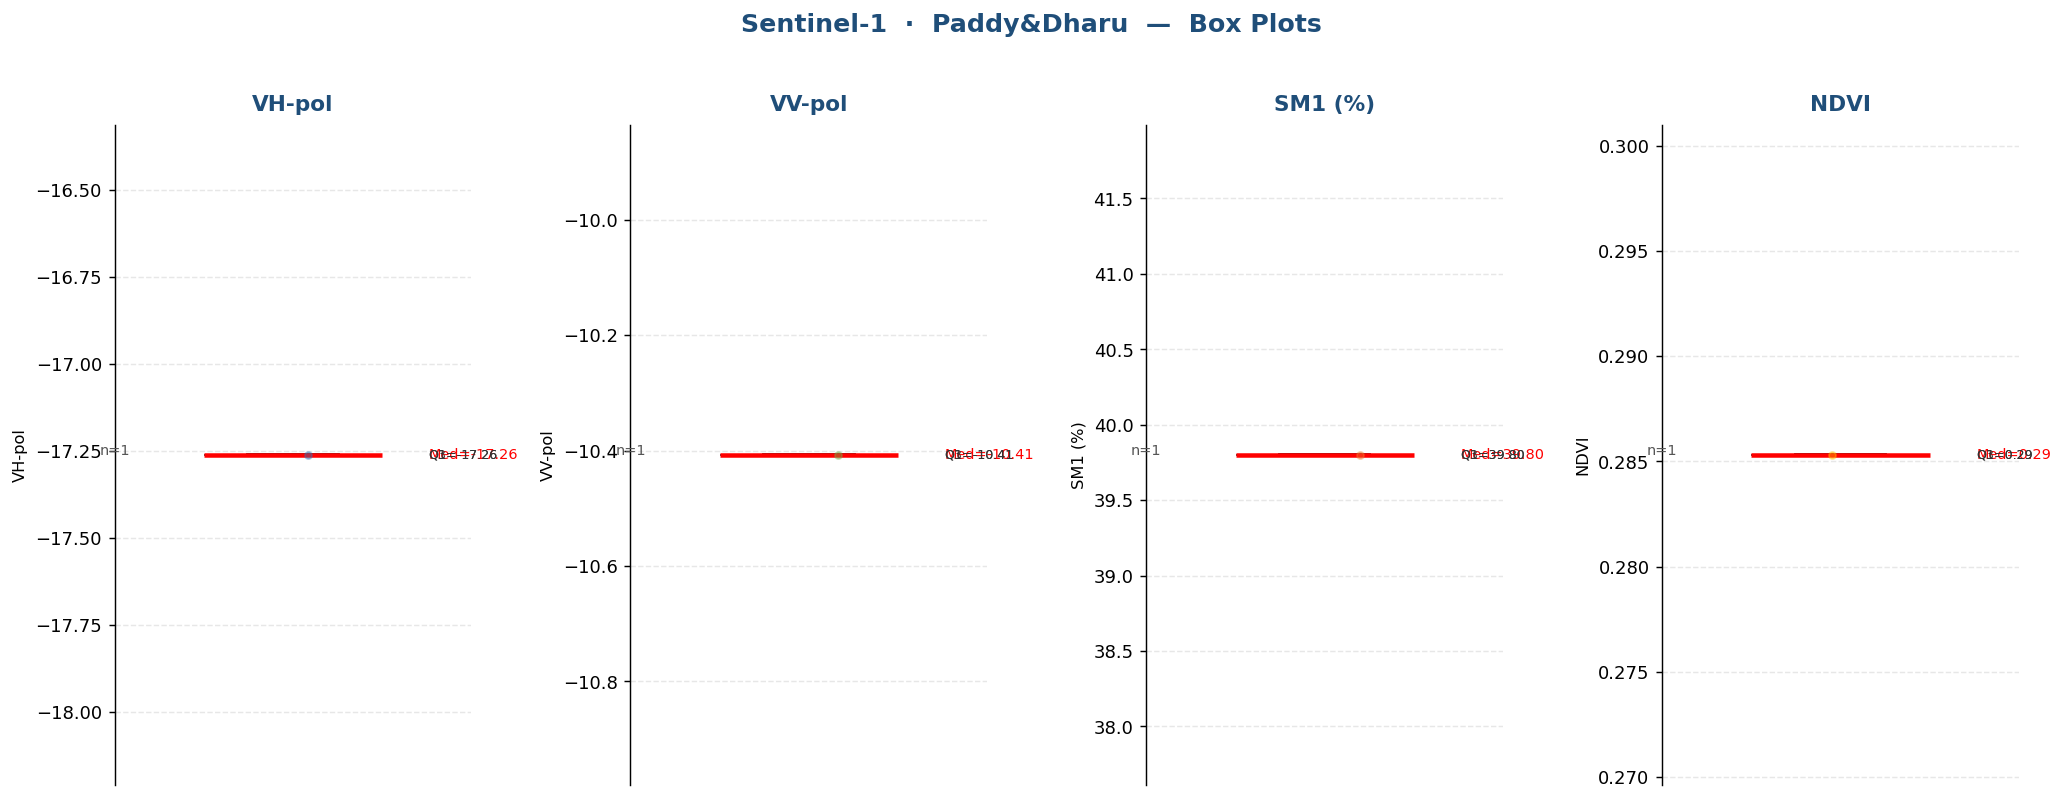 Sentinel-1 · Paddy&Dharu — Box Plots
VH-pol
VV-pol
SM1 (%)
NDVI
VH-pol
−16.50
−16.75
−17.00
−17.25
−17.50
−17.75
−18.00
n=1
VV-pol
−10.0
−10.2
−10.4
−10.6
−10.8
n=1
SM1 (%)
41.5
41.0
40.5
40.0
39.5
39.0
38.5
38.0
n=1
NDVI
0.300
0.295
0.290
0.285
0.280
0.275
0.270
n=1